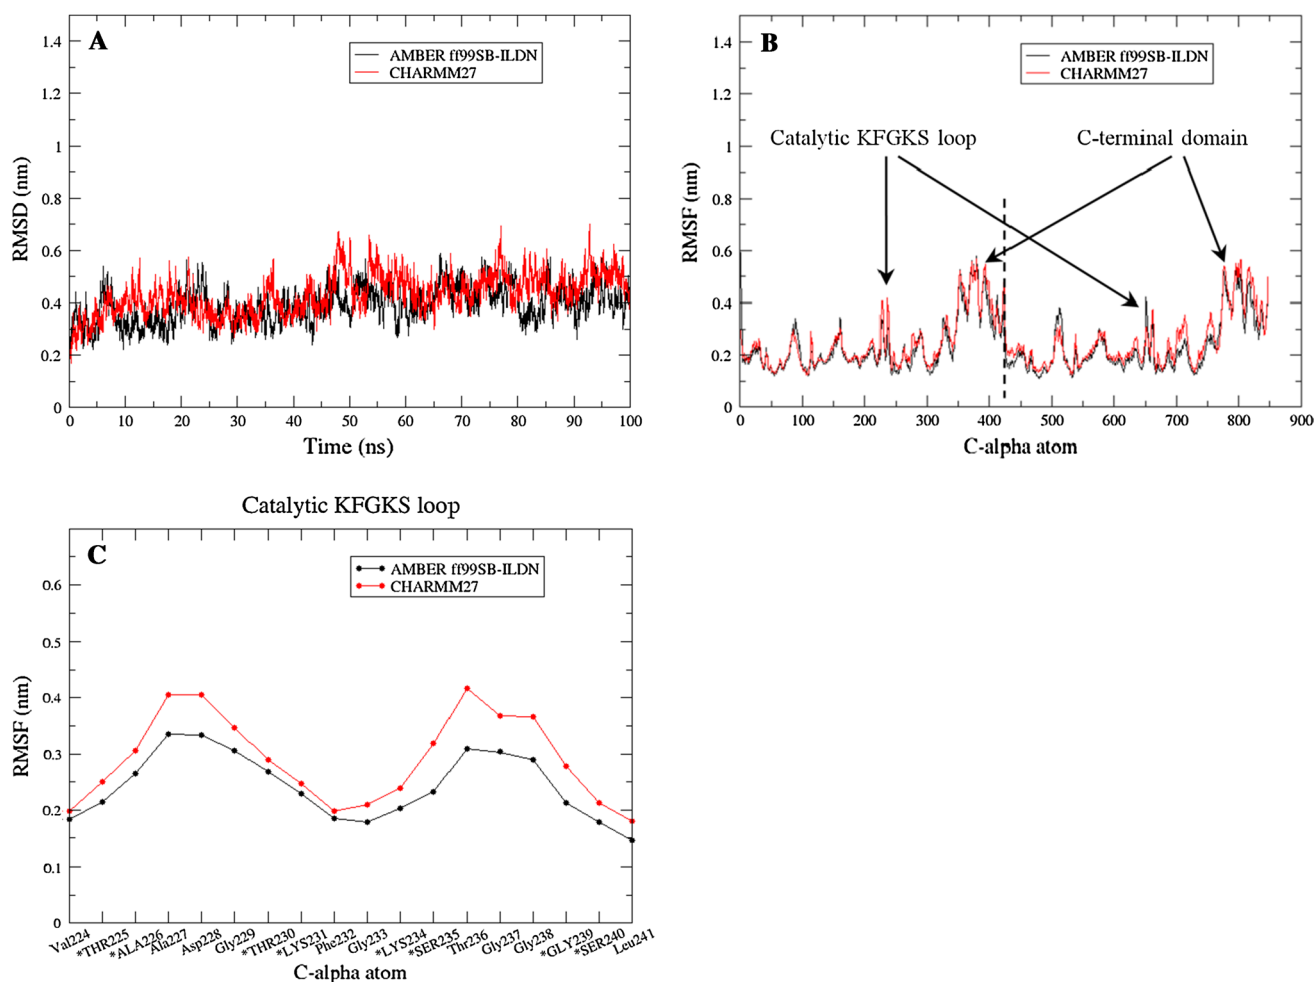 A
AMBER ff99SB-ILDN
CHARMM27
RMSD (nm)
1.4
1.2
1
0.8
0.6
0.4
0.2
0
0 10 20 30 40 50 60 70 80 90 100
Time (ns)
B
AMBER ff99SB-ILDN
CHARMM27
Catalytic KFGKS loop
C-terminal domain
RMSF (nm)
1.4
1.2
1
0.8
0.6
0.4
0.2
0
0 100 200 300 400 500 600 700 800 900
C-alpha atom
Catalytic KFGKS loop
C
AMBER ff99SB-ILDN
CHARMM27
RMSF (nm)
0.6
0.5
0.4
0.3
0.2
0.1
0
Val224 *THR225 *ALA226 Ala227 Asp228 Gly229 *THR230 *LYS231 Phe232 Gly233 *LYS234 *SER235 Thr236 Gly237 Gly238 *GLY239 *SER240 Leu241
C-alpha atom